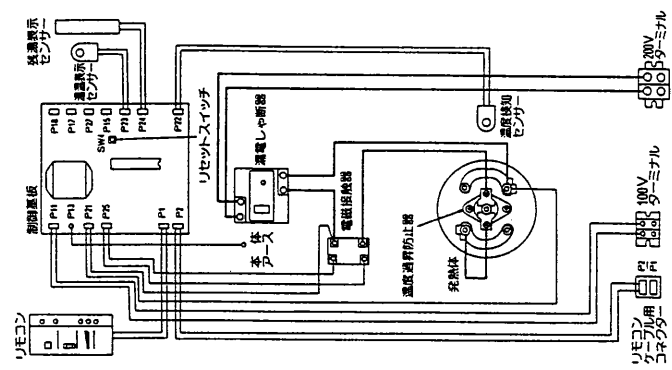 残湯表示
センサー
湯温表示
センサー
制御基板
リモコン
P18
P19
P27
P15
P23
P24
P22
SW1
P11
P13
P21
P25
P1
P2
リセットスイッチ
漏電しゃ断器
本体
アース
電磁接触器
温度過昇防止器
発熱体
温度検知
センサー
200V
ターミナル
100V
ターミナル
P2
P1
リモコン
ケーブル用
コネクター